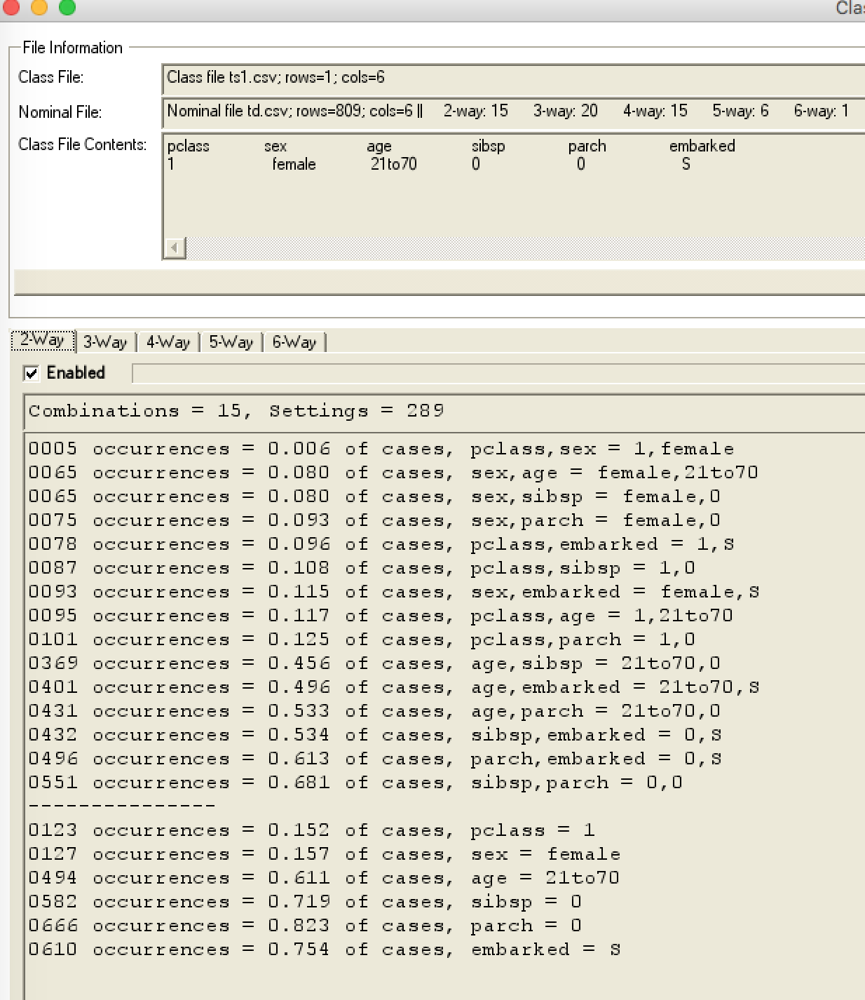 Clas
File Information
Class File: Class file ts1.csv; rows=1; cols=6
Nominal File: Nominal file td.csv; rows=809; cols=6 || 2-way: 15 3-way: 20 4-way: 15 5-way: 6 6-way: 1
Class File Contents: pclass sex age sibsp parch embarked
1 female 21to70 0 0 S
2-Way 3-Way 4-Way 5-Way 6-Way
Enabled
Combinations = 15, Settings = 289
0005 occurrences = 0.006 of cases, pclass,sex = 1,female
0065 occurrences = 0.080 of cases, sex,age = female,21to70
0065 occurrences = 0.080 of cases, sex,sibsp = female,0
0075 occurrences = 0.093 of cases, sex,parch = female,0
0078 occurrences = 0.096 of cases, pclass,embarked = 1,S
0087 occurrences = 0.108 of cases, pclass,sibsp = 1,0
0093 occurrences = 0.115 of cases, sex,embarked = female,S
0095 occurrences = 0.117 of cases, pclass,age = 1,21to70
0101 occurrences = 0.125 of cases, pclass,parch = 1,0
0369 occurrences = 0.456 of cases, age,sibsp = 21to70,0
0401 occurrences = 0.496 of cases, age,embarked = 21to70,S
0431 occurrences = 0.533 of cases, age,parch = 21to70,0
0432 occurrences = 0.534 of cases, sibsp,embarked = 0,S
0496 occurrences = 0.613 of cases, parch,embarked = 0,S
0551 occurrences = 0.681 of cases, sibsp,parch = 0,0
---------------
0123 occurrences = 0.152 of cases, pclass = 1
0127 occurrences = 0.157 of cases, sex = female
0494 occurrences = 0.611 of cases, age = 21to70
0582 occurrences = 0.719 of cases, sibsp = 0
0666 occurrences = 0.823 of cases, parch = 0
0610 occurrences = 0.754 of cases, embarked = S